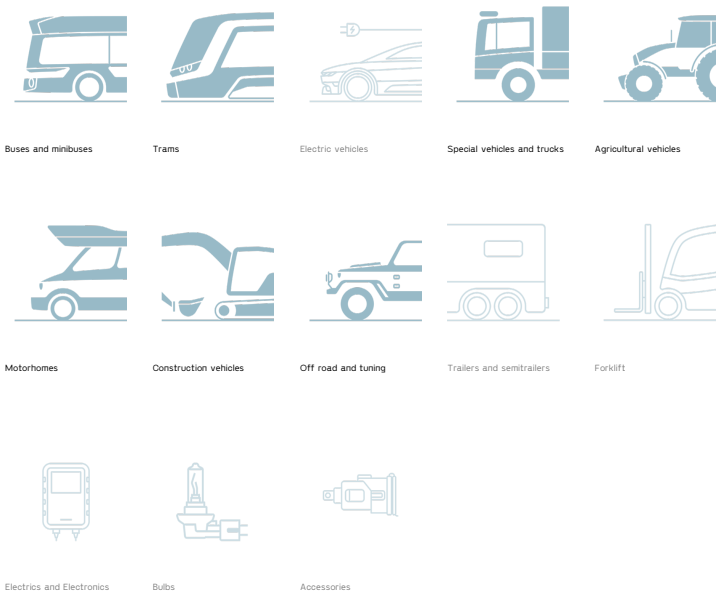 Buses and minibuses
Trams
Electric vehicles
Special vehicles and trucks
Agricultural vehicles
Motorhomes
Construction vehicles
Off road and tuning
Trailers and semitrailers
Forklift
Electrics and Electronics
Bulbs
Accessories